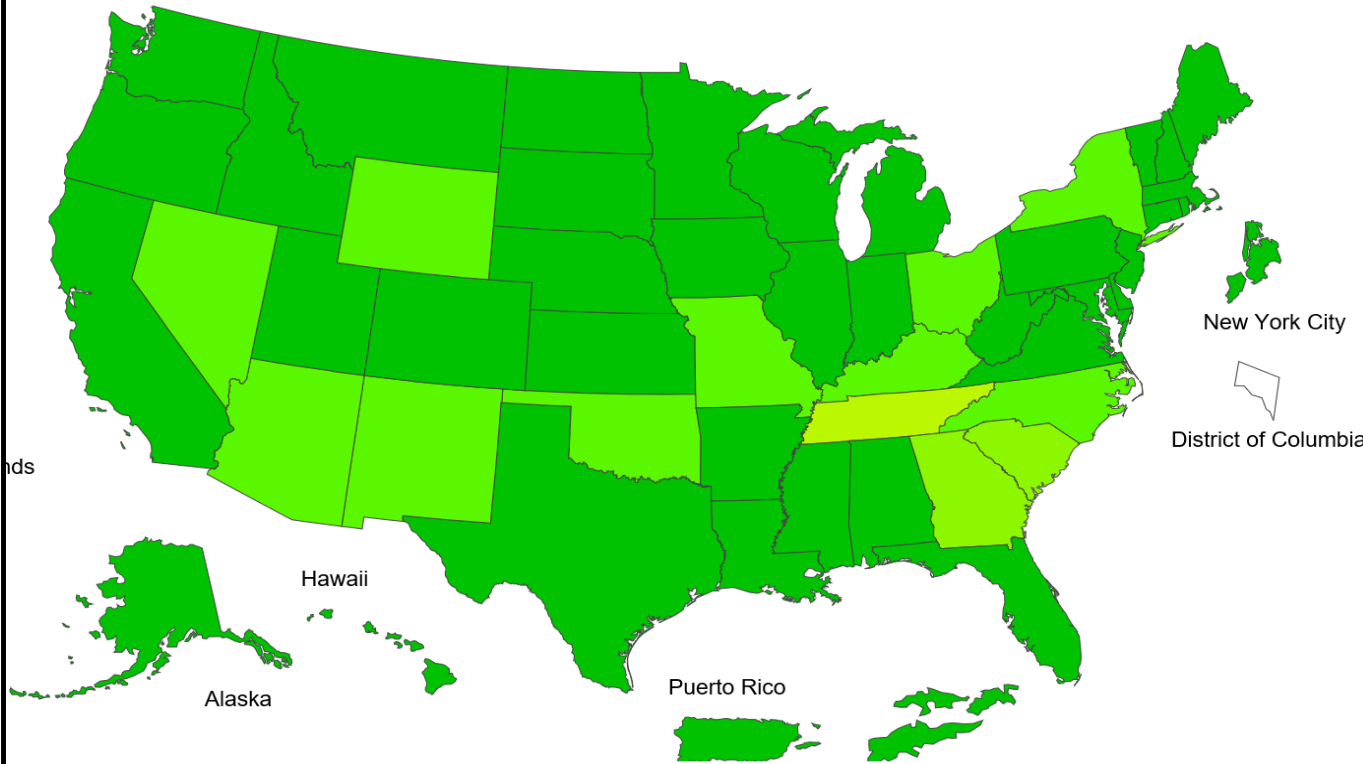 New York City
District of Columbia
nds
Hawaii
Alaska
Puerto Rico